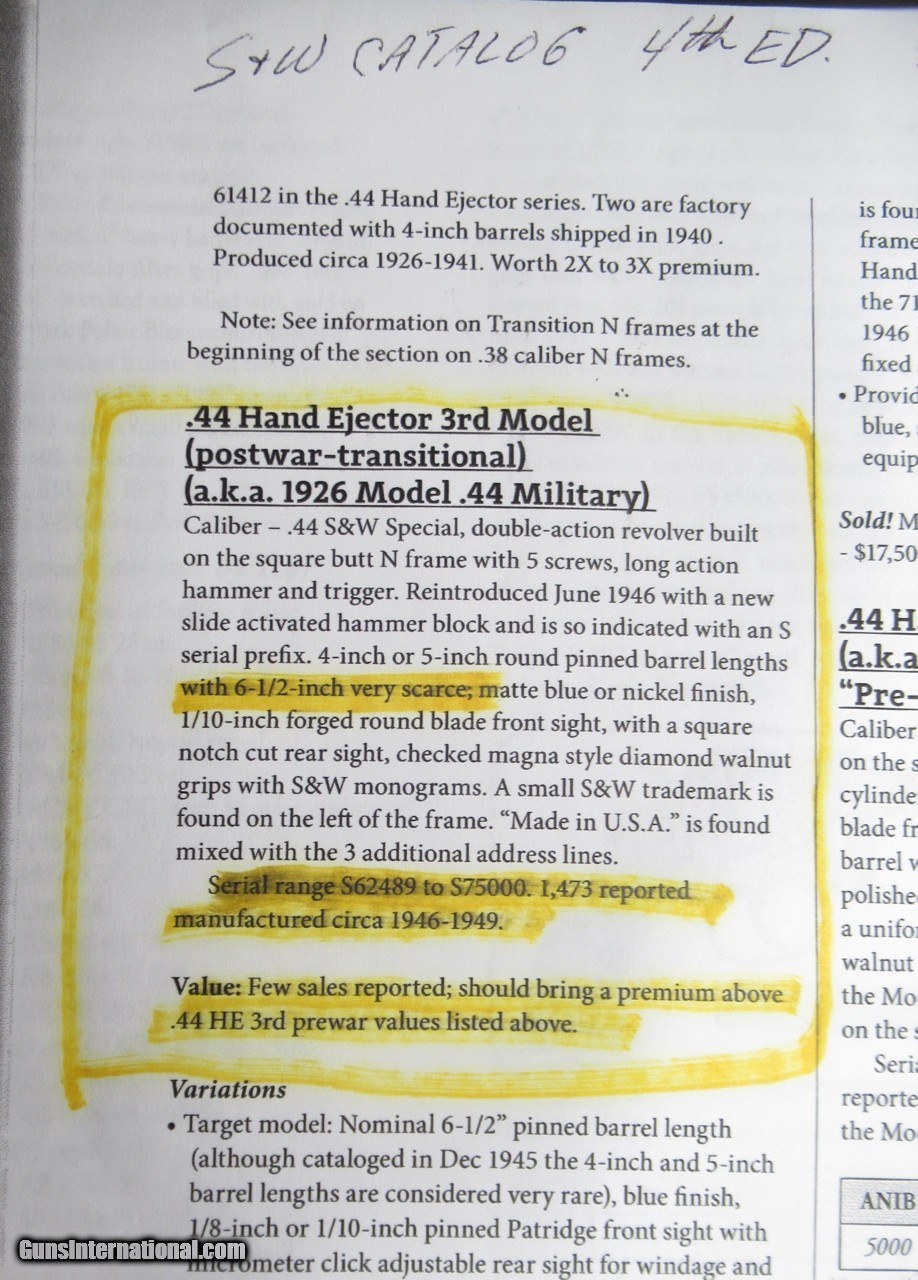 S+W CATALOG 4th ED.
61412 in the .44 Hand Ejector series. Two are factory
documented with 4-inch barrels shipped in 1940 .
Produced circa 1926-1941. Worth 2X to 3X premium.
Note: See information on Transition N frames at the
beginning of the section on .38 caliber N frames.
.44 Hand Ejector 3rd Model
(postwar-transitional)
(a.k.a. 1926 Model .44 Military)
Caliber – .44 S&W Special, double-action revolver built
on the square butt N frame with 5 screws, long action
hammer and trigger. Reintroduced June 1946 with a new
slide activated hammer block and is so indicated with an S
serial prefix. 4-inch or 5-inch round pinned barrel lengths
with 6-1/2-inch very scarce; matte blue or nickel finish,
1/10-inch forged round blade front sight, with a square
notch cut rear sight, checked magna style diamond walnut
grips with S&W monograms. A small S&W trademark is
found on the left of the frame. “Made in U.S.A.” is found
mixed with the 3 additional address lines.
Serial range S62489 to S75000. 1,473 reported
manufactured circa 1946-1949.
Value: Few sales reported; should bring a premium above
.44 HE 3rd prewar values listed above.
Variations
• Target model: Nominal 6-1/2” pinned barrel length
(although cataloged in Dec 1945 the 4-inch and 5-inch
barrel lengths are considered very rare), blue finish,
1/8-inch or 1/10-inch pinned Patridge front sight with
micrometer click adjustable rear sight for windage and
is four
frame
Hand
the 71
1946
fixed
• Provid
blue,
equip
Sold! M
- $17,50
.44 H
(a.k.a
“Pre-
Caliber
on the s
cylinde
blade fr
barrel w
polishe
a unifor
walnut
the Mo
on the s
Seria
reporte
the Mo
ANIB
5000
GunsInternational.com